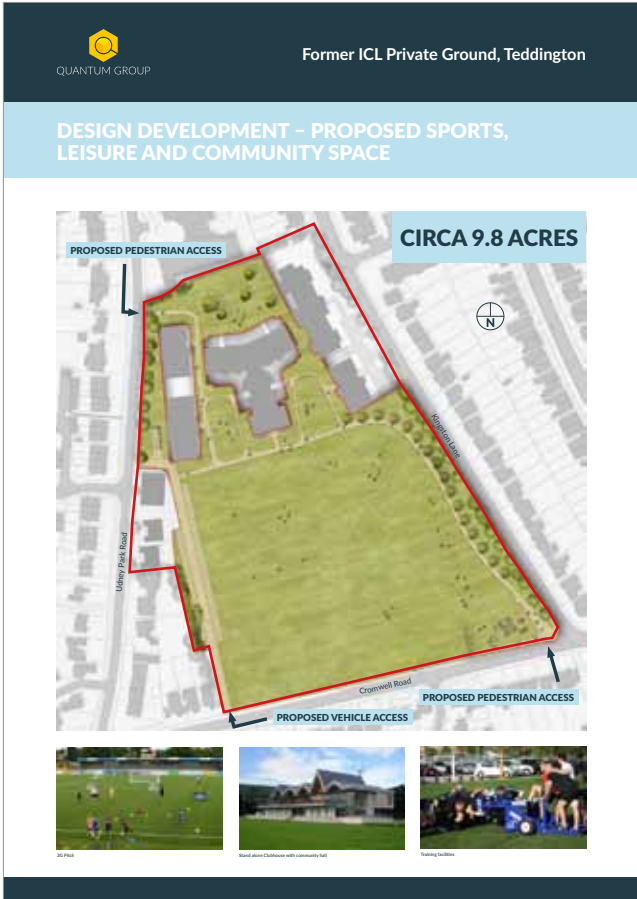 QUANTUM GROUP
Former ICL Private Ground, Teddington
DESIGN DEVELOPMENT – PROPOSED SPORTS,
LEISURE AND COMMUNITY SPACE
CIRCA 9.8 ACRES
PROPOSED PEDESTRIAN ACCESS
N
Kingston Lane
Udney Park Road
Cromwell Road
PROPOSED PEDESTRIAN ACCESS
PROPOSED VEHICLE ACCESS
Stand alone Clubhouse with community hall
Training facilities